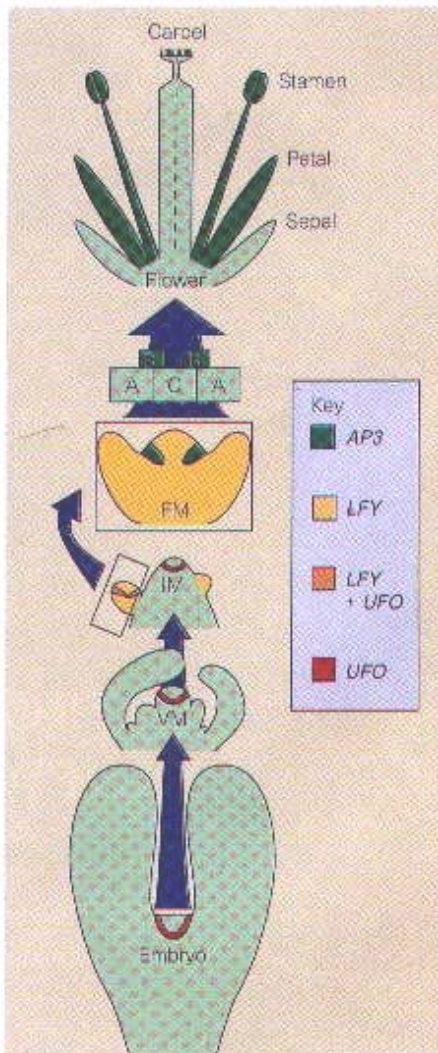 Carpel
Stamen
Petal
Sepal
Flower
B B
A C A
FM
IM
VM
Embryo
Key
AP3
LFY
LFY
+ UFO
UFO